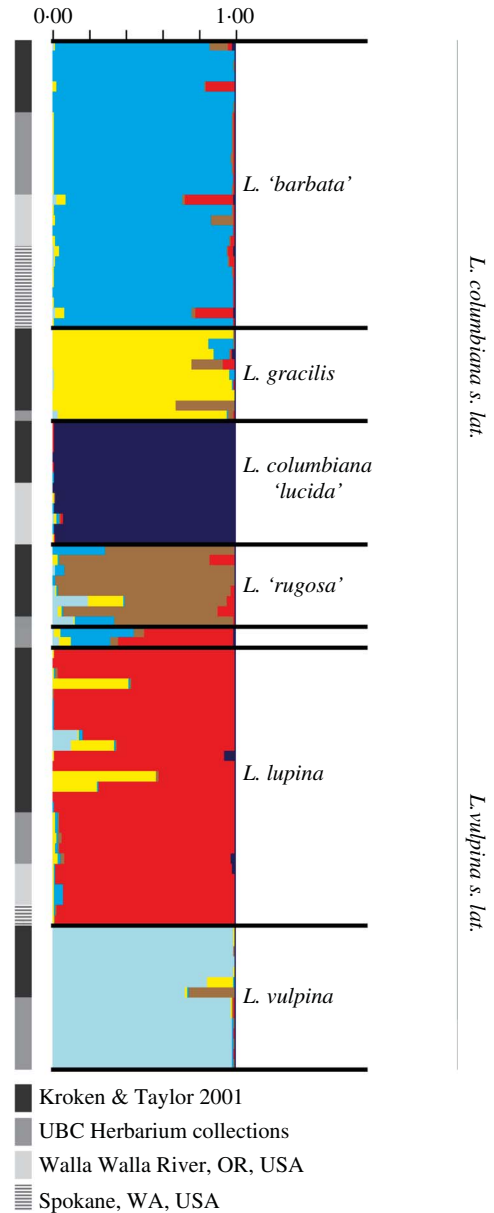 0·00 1·00
L. ‘barbata’
L. gracilis
L. columbiana
‘lucida’
L. ‘rugosa’
L. lupina
L. vulpina
L. columbiana s. lat.
L.vulpina s. lat.
Kroken & Taylor 2001
UBC Herbarium collections
Walla Walla River, OR, USA
Spokane, WA, USA